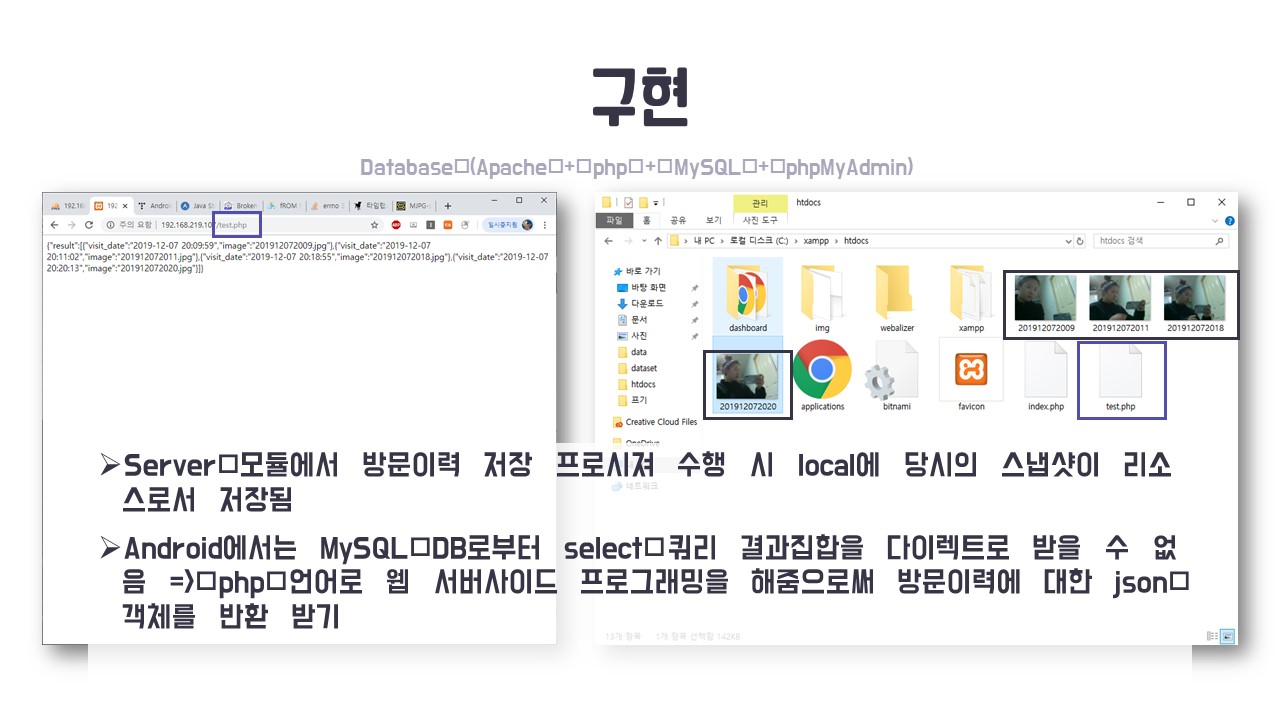 구현
Database□(Apache□+□php□+□MySQL□+□phpMyAdmin)
192.16
192
Androi
Java St
Broken
fROM
ermo
타임랩
MJPG-s
주의 요함 | 192.168.219.10/test.php
일시중지됨
{"result":[{"visit_date":"2019-12-07 20:09:59","image":"201912072009.jpg"},{"visit_date":"2019-12-07
20:11:02","image":"201912072011.jpg"},{"visit_date":"2019-12-07 20:18:55","image":"201912072018.jpg"},{"visit_date":"2019-12-07
20:20:13","image":"201912072020.jpg"}]}
관리
htdocs
파일 홈 공유 보기 사진 도구
내 PC > 로컬 디스크 (C:) > xampp > htdocs
htdocs 검색
바로 가기
바탕 화면
다운로드
문서
사진
data
dataset
htdocs
프기
Creative Cloud Files
OneDrive
네트워크
dashboard
img
webalizer
xampp
201912072009
201912072011
201912072018
201912072020
applications
bitnami
favicon
index.php
test.php
➢Server□모듈에서 방문이력 저장 프로시져 수행 시 local에 당시의 스냅샷이 리소
스로서 저장됨
➢Android에서는 MySQL□DB로부터 select□쿼리 결과집합을 다이렉트로 받을 수 없
음 =>□php□언어로 웹 서버사이드 프로그래밍을 해줌으로써 방문이력에 대한 json□
객체를 반환 받기
13개 항목 1개 항목 선택함 142KB